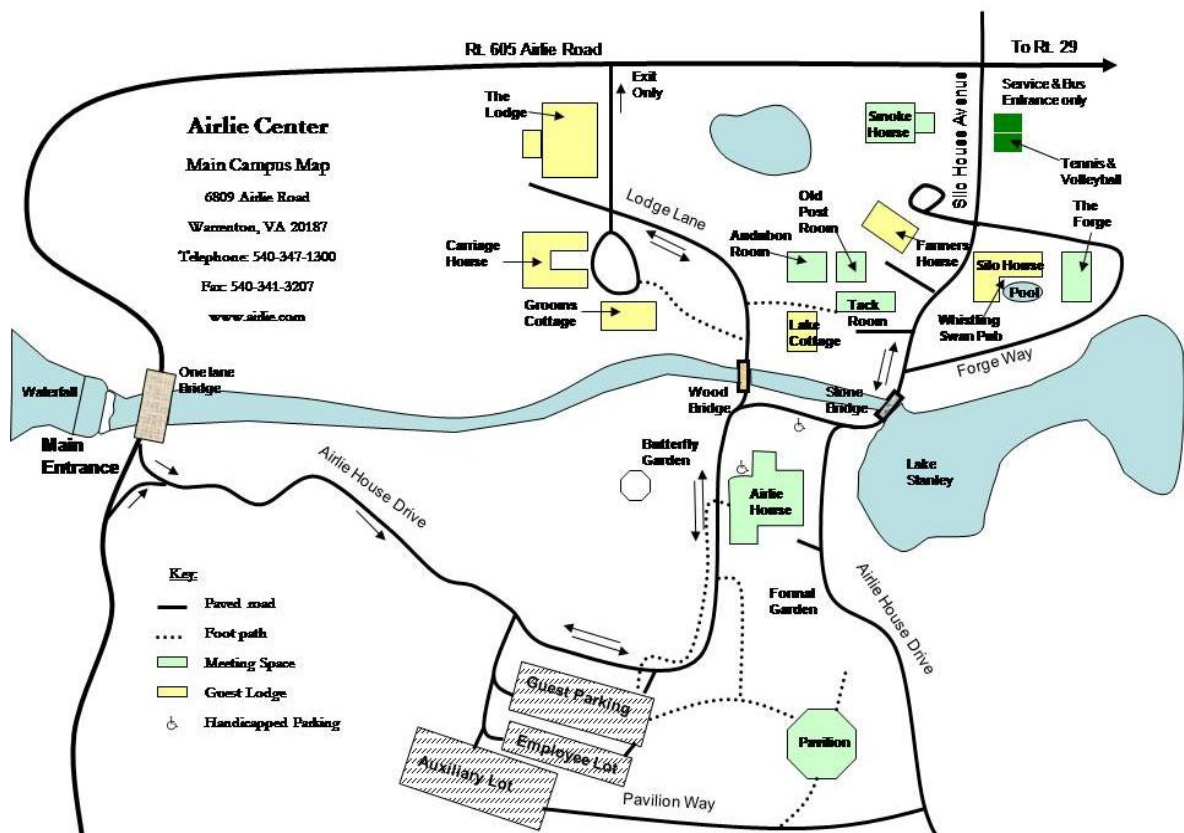 Rt. 605 Airlie Road
To Rt. 29
Airlie Center
Main Campus Map
6809 Airlie Road
Warrenton, VA 20187
Telephone: 540-347-1300
Fax: 540-341-3207
www.airlie.com
The
Lodge
Exit
Only
Smoke
House
Silo House Avenue
Service & Bus
Entrance only
Tennis &
Volleyball
Lodge Lane
Old
Post
Room
Audubon
Room
The
Forge
Farmers
House
Carriage
House
Silo House
Pool
Grooms
Cottage
Tack
Room
Lake
Cottage
Whistling
Swan Pub
Forge Way
Waterfall
One lane
Bridge
Wood
Bridge
Stone
Bridge
Main
Entrance
Butterfly
Garden
Lake
Stanley
Airlie House Drive
Airlie
House
Formal
Garden
Airlie House Drive
Key:
Paved road
Foot path
Meeting Space
Guest Lodge
Handicapped Parking
Guest Parking
Employee Lot
Auxiliary Lot
Pavilion
Pavilion Way